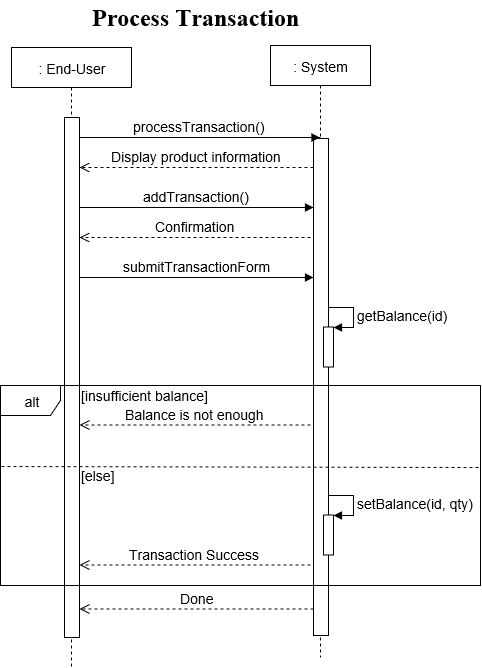 Process Transaction
: End-User
: System
processTransaction()
Display product information
addTransaction()
Confirmation
submitTransactionForm
getBalance(id)
alt
[insufficient balance]
Balance is not enough
[else]
setBalance(id, qty)
Transaction Success
Done